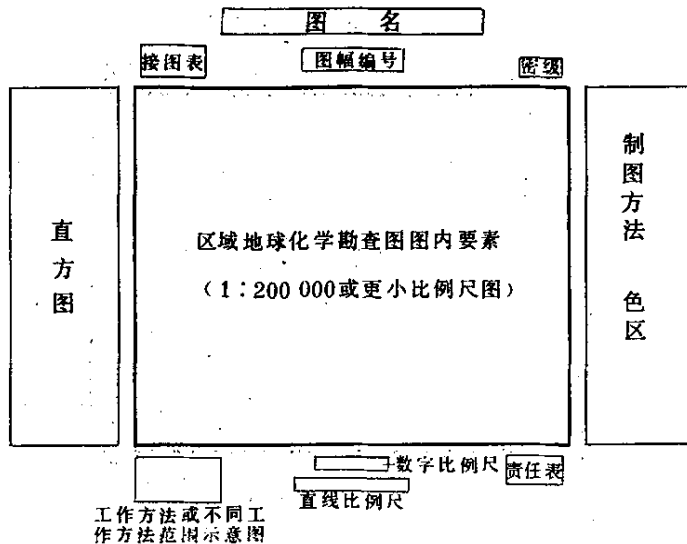 图 名
接图表
图幅编号
密级
直方图
区域地球化学勘查图图内要素
（1：200 000或更小比例尺图）
制图方法 色区
数字比例尺
直线比例尺
责任表
工作方法或不同工
作方法范围示意图